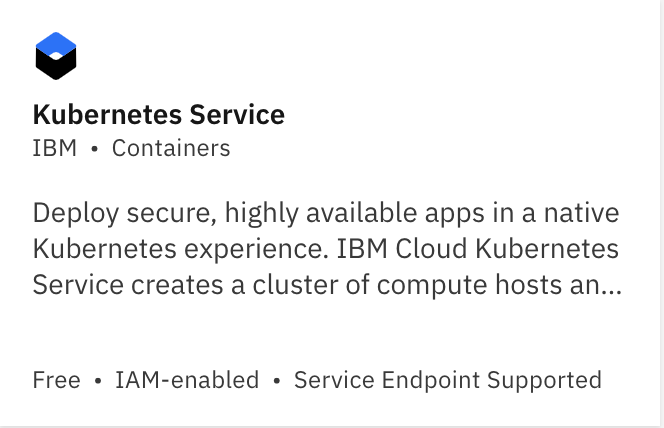 Kubernetes Service
IBM • Containers
Deploy secure, highly available apps in a native
Kubernetes experience. IBM Cloud Kubernetes
Service creates a cluster of compute hosts an...
Free • IAM-enabled • Service Endpoint Supported